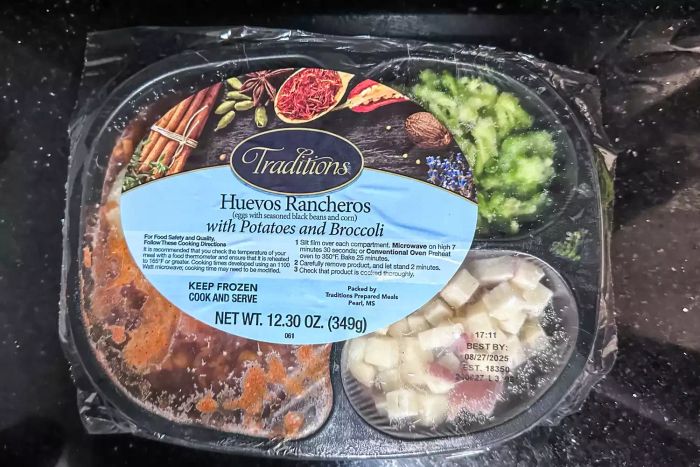 Traditions
Huevos Rancheros
(eggs with seasoned black beans and corn)
with Potatoes and Broccoli
For Food Safety and Quality,
Follow These Cooking Directions
It is recommended that you check the temperature of your
meal with a food thermometer and ensure that it is reheated
to 165°F or greater. Cooking times developed using an 1100
Watt microwave; cooking time may need to be modified.
1 Slit film over each compartment. Microwave on high 7
minutes 30 seconds; or Conventional Oven Preheat
oven to 350°F. Bake 25 minutes.
2 Carefully remove product, and let stand 2 minutes.
3 Check that product is cooked thoroughly.
KEEP FROZEN
COOK AND SERVE
Packed by
Traditions Prepared Meals
Pearl, MS
NET WT. 12.30 OZ. (349g)
061
17:11
BEST BY:
08/27/2025
EST. 18350
L3